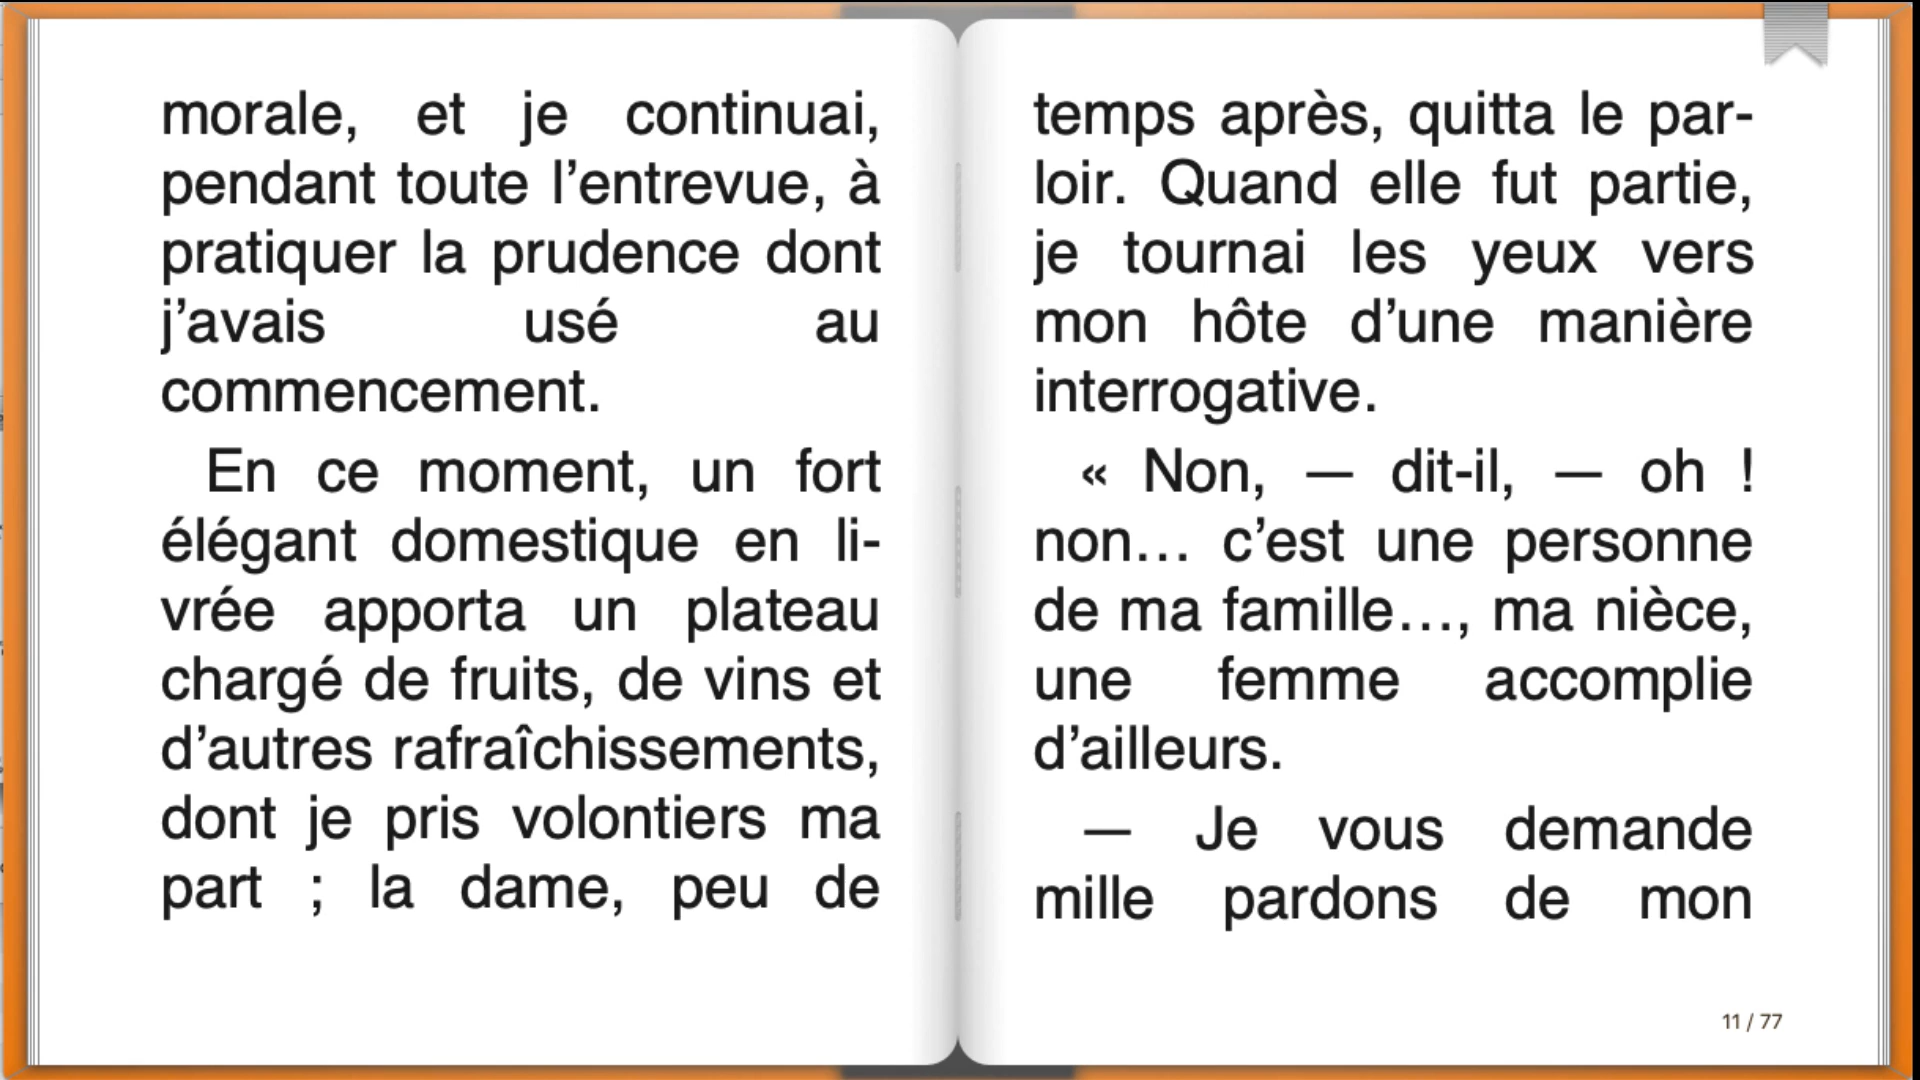 morale, et je continuai,
pendant toute l’entrevue, à
pratiquer la prudence dont
j’avais usé au
commencement.
En ce moment, un fort
élégant domestique en li-
vrée apporta un plateau
chargé de fruits, de vins et
d’autres rafraîchissements,
dont je pris volontiers ma
part ; la dame, peu de
temps après, quitta le par-
loir. Quand elle fut partie,
je tournai les yeux vers
mon hôte d’une manière
interrogative.
« Non, — dit-il, — oh !
non… c’est une personne
de ma famille…, ma nièce,
une femme accomplie
d’ailleurs.
— Je vous demande
mille pardons de mon
11 / 77